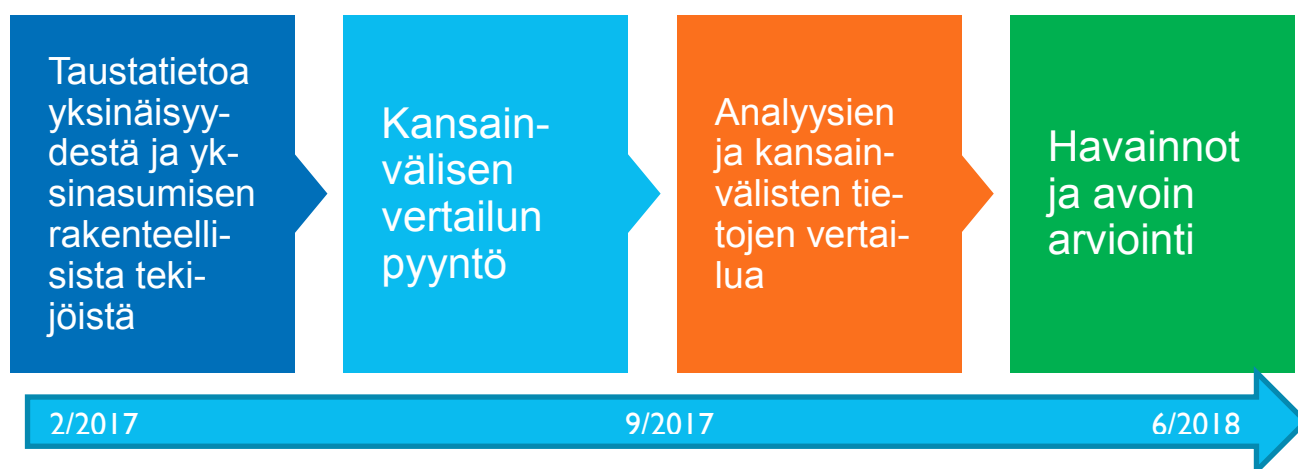 Taustatietoa
yksinäisyy-
destä ja yk-
sinasumisen
rakenteelli-
sista teki-
jöistä
Kansain-
välisen
vertailun
pyyntö
Analyysien
ja kansain-
välisten tie-
tojen vertai-
lua
Havainnot
ja avoin
arviointi
2/2017
9/2017
6/2018